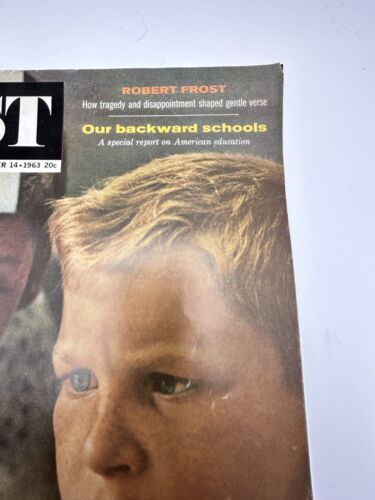 ROBERT FROST
How tragedy and disappointment shaped gentle verse
Our backward schools
A special report on American education
ST
ER 14 • 1963 20c